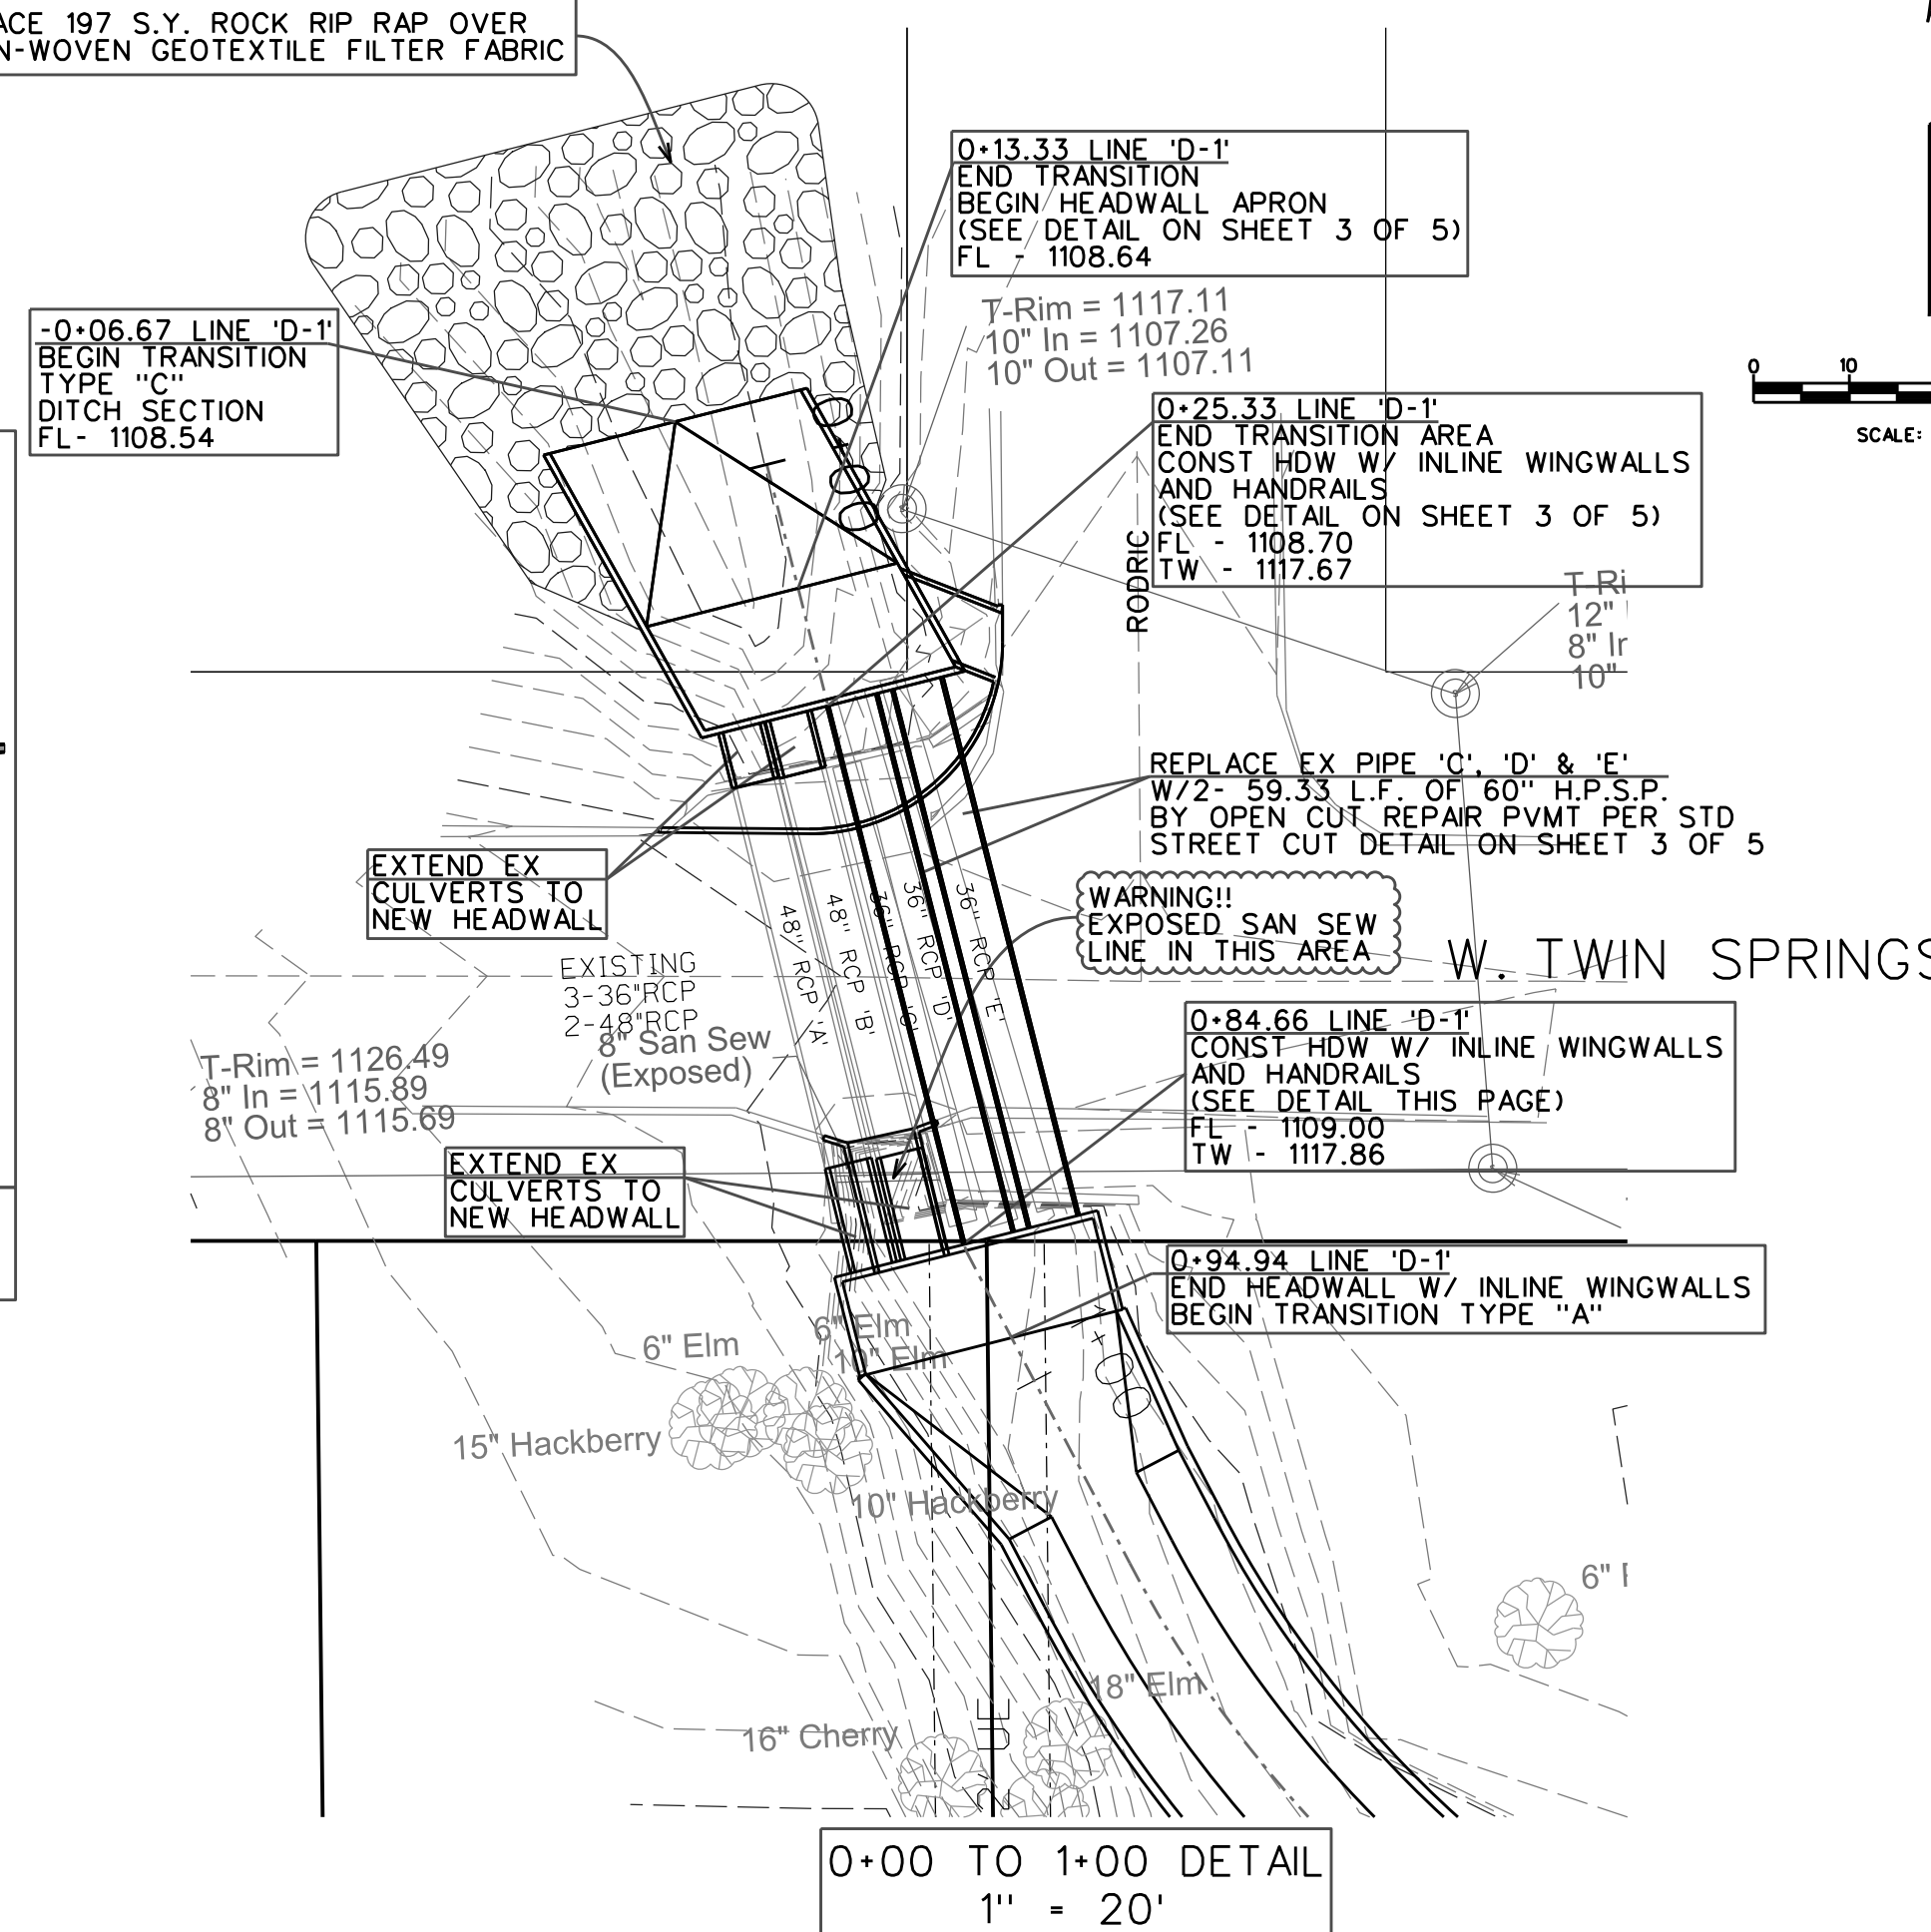 ACE 197 S.Y. ROCK RIP RAP OVER
N-WOVEN GEOTEXTILE FILTER FABRIC
0+13.33 LINE 'D-1'
END TRANSITION
BEGIN HEADWALL APRON
(SEE DETAIL ON SHEET 3 OF 5)
FL - 1108.64
T-Rim = 1117.11
10" In = 1107.26
10" Out = 1107.11
-0+06.67 LINE 'D-1'
BEGIN TRANSITION
TYPE "C"
DITCH SECTION
FL- 1108.54
0 10
SCALE:
0+00
0+25.33 LINE 'D-1'
END TRANSITION AREA
CONST HDW W/ INLINE WINGWALLS
AND HANDRAILS
(SEE DETAIL ON SHEET 3 OF 5)
FL - 1108.70
TW - 1117.67
RODRIC
T-Ri
12"
8" Ir
10"
REPLACE EX PIPE 'C', 'D' & 'E'
W/2- 59.33 L.F. OF 60" H.P.S.P.
BY OPEN CUT. REPAIR PVMT PER STD
STREET CUT DETAIL ON SHEET 3 OF 5
EXTEND EX
CULVERTS TO
NEW HEADWALL
WARNING!!
EXPOSED SAN SEW
LINE IN THIS AREA
48" RCP 'A'
48" RCP 'B'
36" RCP 'C'
36" RCP 'D'
36" RCP 'E'
W. TWIN SPRINGS
EXISTING
3-36"RCP
2-48"RCP
8" San Sew
(Exposed)
T-Rim = 1126.49
8" In = 1115.89
8" Out = 1115.69
0+84.66 LINE 'D-1'
CONST HDW W/ INLINE WINGWALLS
AND HANDRAILS
(SEE DETAIL THIS PAGE)
FL - 1109.00
TW - 1117.86
EXTEND EX
CULVERTS TO
NEW HEADWALL
0+94.94 LINE 'D-1'
END HEADWALL W/ INLINE WINGWALLS
BEGIN TRANSITION TYPE "A"
1+00
6" Elm
6" Elm
10" Elm
15" Hackberry
10" Hackberry
18" Elm
16" Cherry
U/E
0+00 TO 1+00 DETAIL
1" = 20'